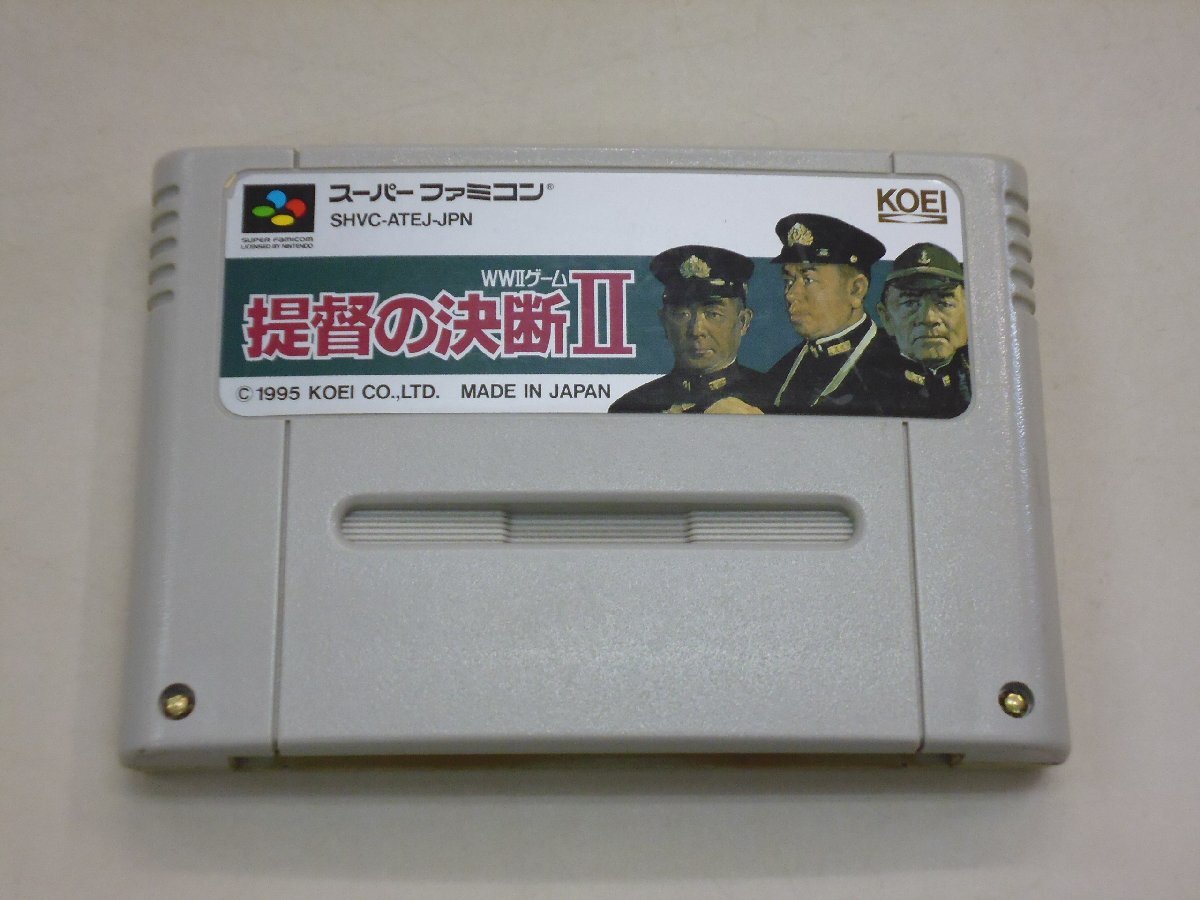 スーパーファミコン®
SHVC-ATEJ-JPN
KOEI
SUPER FAMICOM
LICENSED BY NINTENDO
WWⅡゲーム
提督の決断Ⅱ
©1995 KOEI CO.,LTD. MADE IN JAPAN